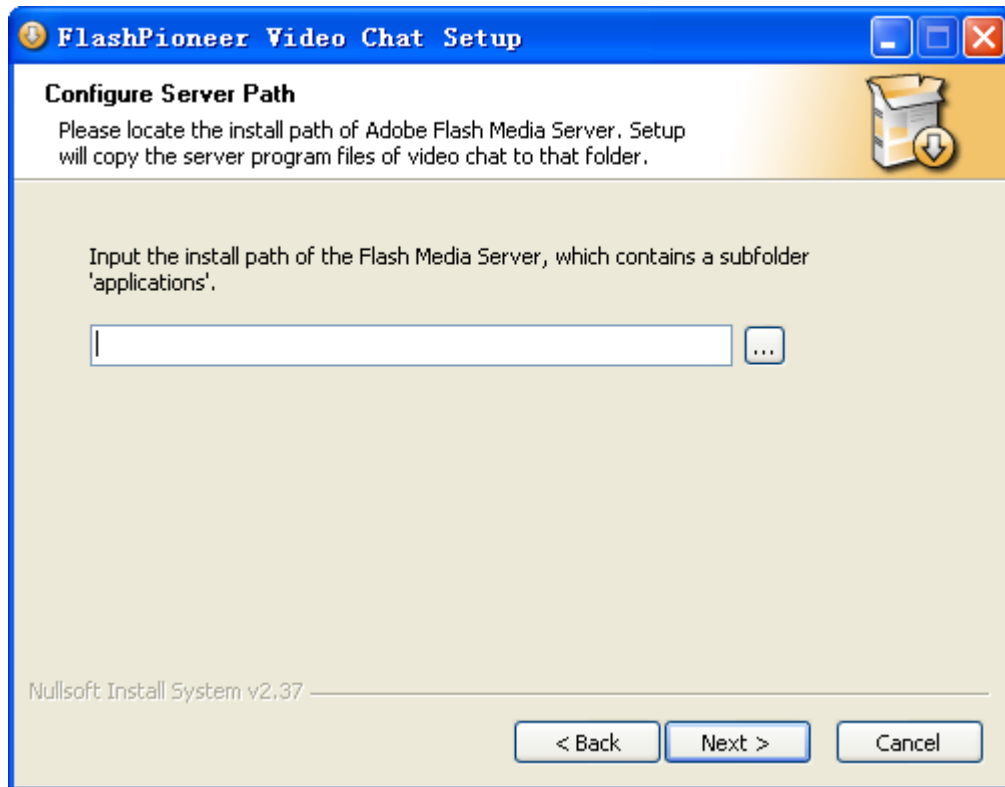 FlashPioneer Video Chat Setup
Configure Server Path
Please locate the install path of Adobe Flash Media Server. Setup
will copy the server program files of video chat to that folder.
Input the install path of the Flash Media Server, which contains a subfolder
'applications'.
...
Nullsoft Install System v2.37
< Back
Next >
Cancel